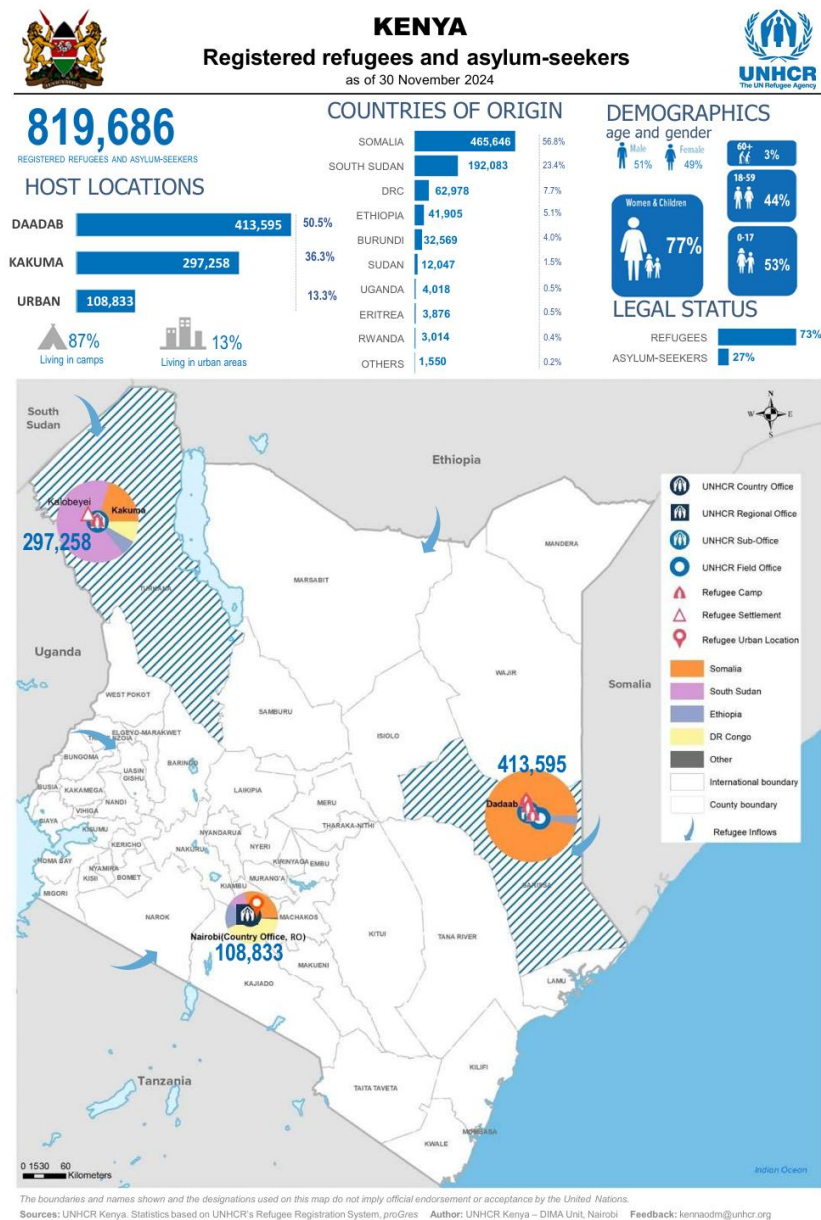 KENYA
Registered refugees and asylum-seekers
as of 30 November 2024
UNHCR
The UN Refugee Agency
819,686
REGISTERED REFUGEES AND ASYLUM-SEEKERS
HOST LOCATIONS
DAADAB 413,595 50.5%
KAKUMA 297,258 36.3%
URBAN 108,833 13.3%
87%
Living in camps
13%
Living in urban areas
COUNTRIES OF ORIGIN
SOMALIA 465,646 56.8%
SOUTH SUDAN 192,083 23.4%
DRC 62,978 7.7%
ETHIOPIA 41,905 5.1%
BURUNDI 32,569 4.0%
SUDAN 12,047 1.5%
UGANDA 4,018 0.5%
ERITREA 3,876 0.5%
RWANDA 3,014 0.4%
OTHERS 1,550 0.2%
DEMOGRAPHICS
age and gender
Male
51%
Female
49%
60+
3%
18-59
44%
0-17
53%
Women & Children
77%
LEGAL STATUS
REFUGEES 73%
ASYLUM-SEEKERS 27%
South
Sudan
Ethiopia
N
W
E
S
Kalobeyei
Kakuma
297,258
TURKANA
MARSABIT
MANDERA
Uganda
WAJIR
Somalia
WEST POKOT
SAMBURU
ISIOLO
ELGEYO-MARAKWET
BUNGOMA
UASIN
GISHU
BARINGO
BUSIA
KAKAMEGA
NANDI
VIHIGA
SIAYA
KISUMU
LAIKIPIA
MERU
THARAKA-NITHI
NYANDARUA
KERICHO
NAKURU
NYERI
KIRINYAGA
EMBU
HOMA BAY
NYAMIRA
KISII
BOMET
MURANG'A
KIAMBU
MIGORI
NAROK
MACHAKOS
Nairobi(Country Office, RO)
108,833
413,595
Dadaab
GARISSA
KITUI
TANA RIVER
MAKUENI
KAJIADO
LAMU
Tanzania
TAITA TAVETA
KILIFI
MOMBASA
KWALE
Indian Ocean
UNHCR Country Office
UNHCR Regional Office
UNHCR Sub-Office
UNHCR Field Office
Refugee Camp
Refugee Settlement
Refugee Urban Location
Somalia
South Sudan
Ethiopia
DR Congo
Other
International boundary
County boundary
Refugee Inflows
0 1530 60
Kilometers
The boundaries and names shown and the designations used on this map do not imply official endorsement or acceptance by the United Nations.
Sources: UNHCR Kenya. Statistics based on UNHCR's Refugee Registration System, proGres Author: UNHCR Kenya – DIMA Unit, Nairobi Feedback: kennaodm@unhcr.org